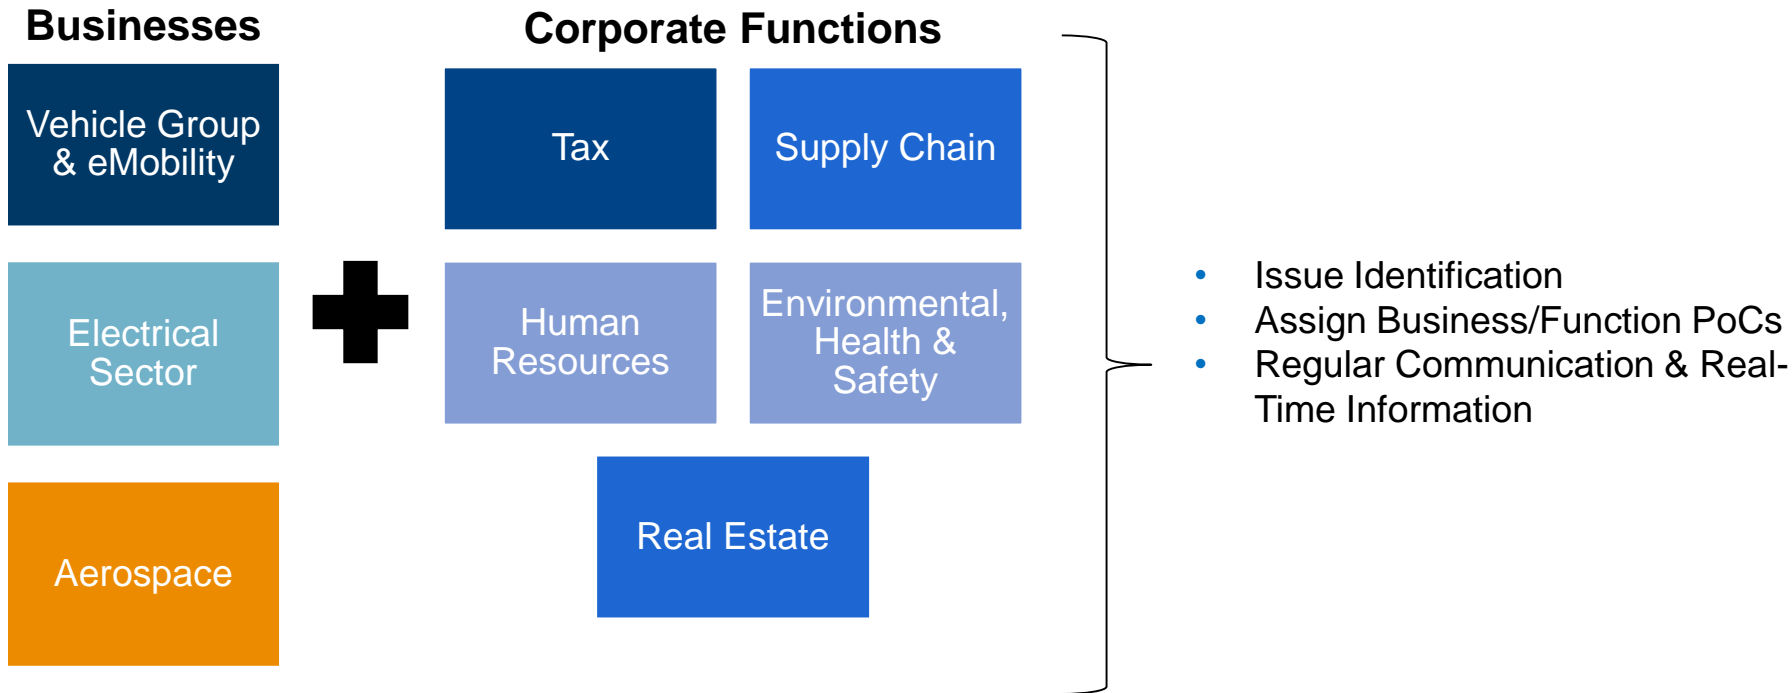 Businesses
Vehicle Group
& eMobility
Electrical
Sector
Aerospace
Corporate Functions
Tax
Supply Chain
Human
Resources
Environmental,
Health &
Safety
Real Estate
• Issue Identification
• Assign Business/Function PoCs
• Regular Communication & Real-
Time Information